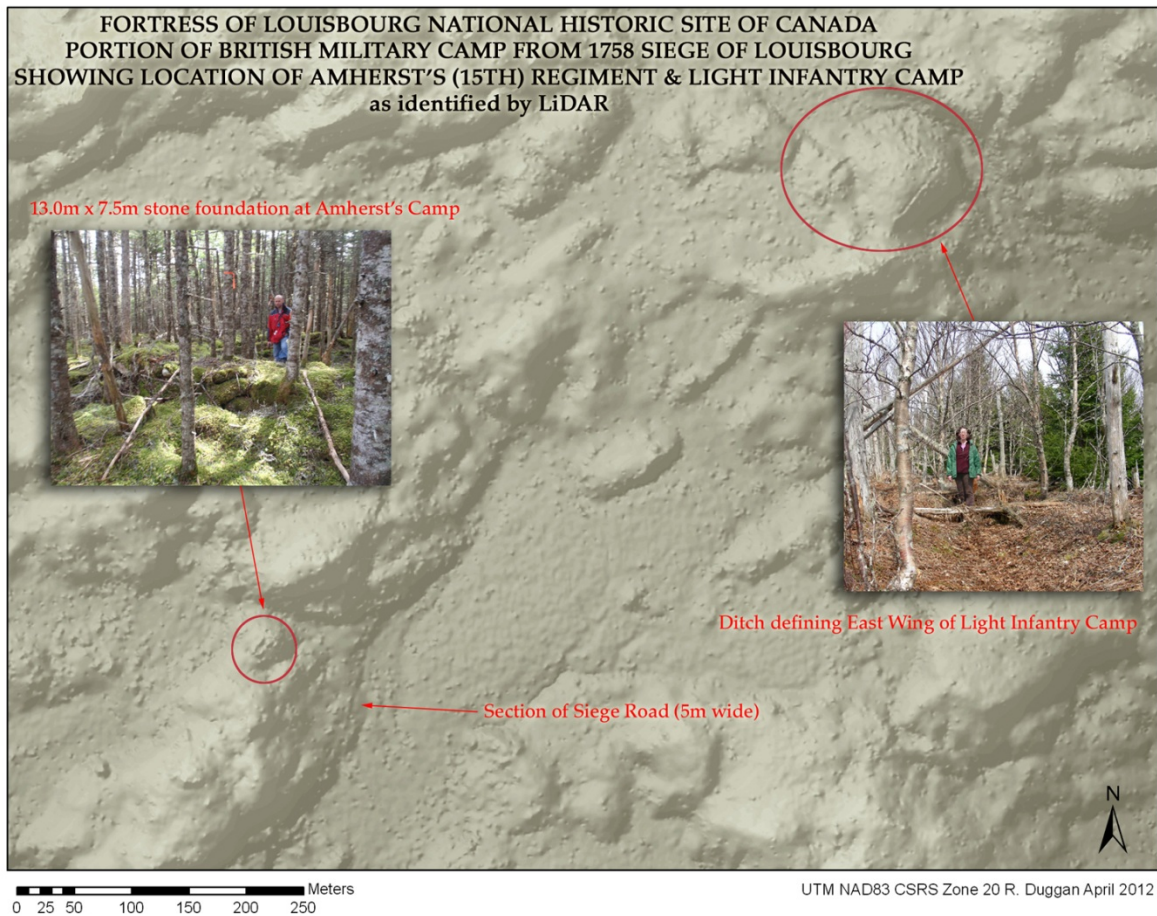 FORTRESS OF LOUISBOURG NATIONAL HISTORIC SITE OF CANADA
PORTION OF BRITISH MILITARY CAMP FROM 1758 SIEGE OF LOUISBOURG
SHOWING LOCATION OF AMHERST'S (15TH) REGIMENT & LIGHT INFANTRY CAMP
as identified by LiDAR
13.0m x 7.5m stone foundation at Amherst's Camp
Ditch defining East Wing of Light Infantry Camp
Section of Siege Road (5m wide)
N
Meters
0 25 50 100 150 200 250
UTM NAD83 CSRS Zone 20 R. Duggan April 2012